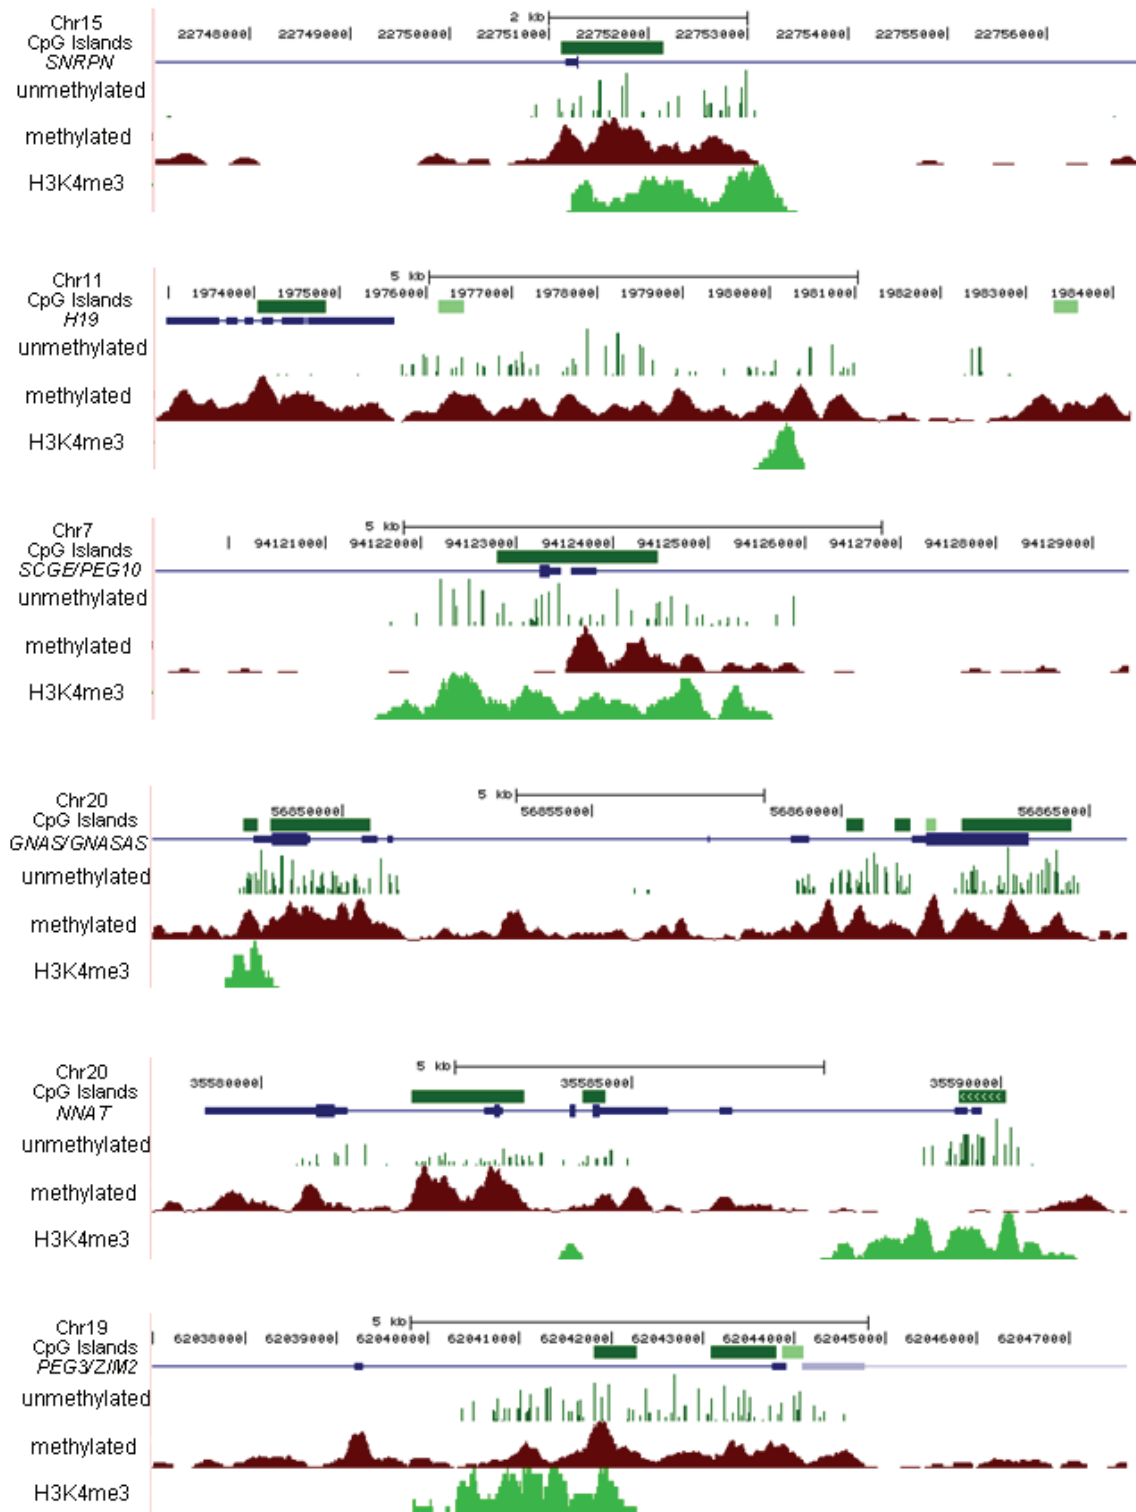 Chr15
2 kb
22748000| 22749000| 22750000| 22751000| 22752000| 22753000| 22754000| 22755000| 22756000|
CpG Islands
SNRPN
unmethylated
methylated
H3K4me3
Chr11
5 kb
1974000| 1975000| 1976000| 1977000| 1978000| 1979000| 1980000| 1981000| 1982000| 1983000| 1984000|
CpG Islands
H19
unmethylated
methylated
H3K4me3
Chr7
5 kb
94121000| 94122000| 94123000| 94124000| 94125000| 94126000| 94127000| 94128000| 94129000|
CpG Islands
SCGE/PEG10
unmethylated
methylated
H3K4me3
Chr20
5 kb
56850000| 56855000| 56860000| 56865000|
CpG Islands
GNAS/GNASAS
unmethylated
methylated
H3K4me3
Chr20
5 kb
35580000| 35585000| 35590000|
CpG Islands
NNAT
unmethylated
methylated
H3K4me3
Chr19
5 kb
62038000| 62039000| 62040000| 62041000| 62042000| 62043000| 62044000| 62045000| 62046000| 62047000|
CpG Islands
PEG3/ZIM2
unmethylated
methylated
H3K4me3